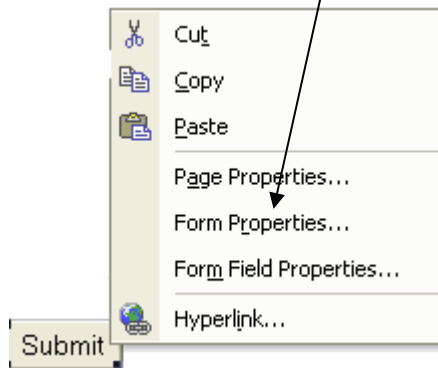 Cut
Copy
Paste
Page Properties...
Form Properties...
Form Field Properties...
Hyperlink...
Submit